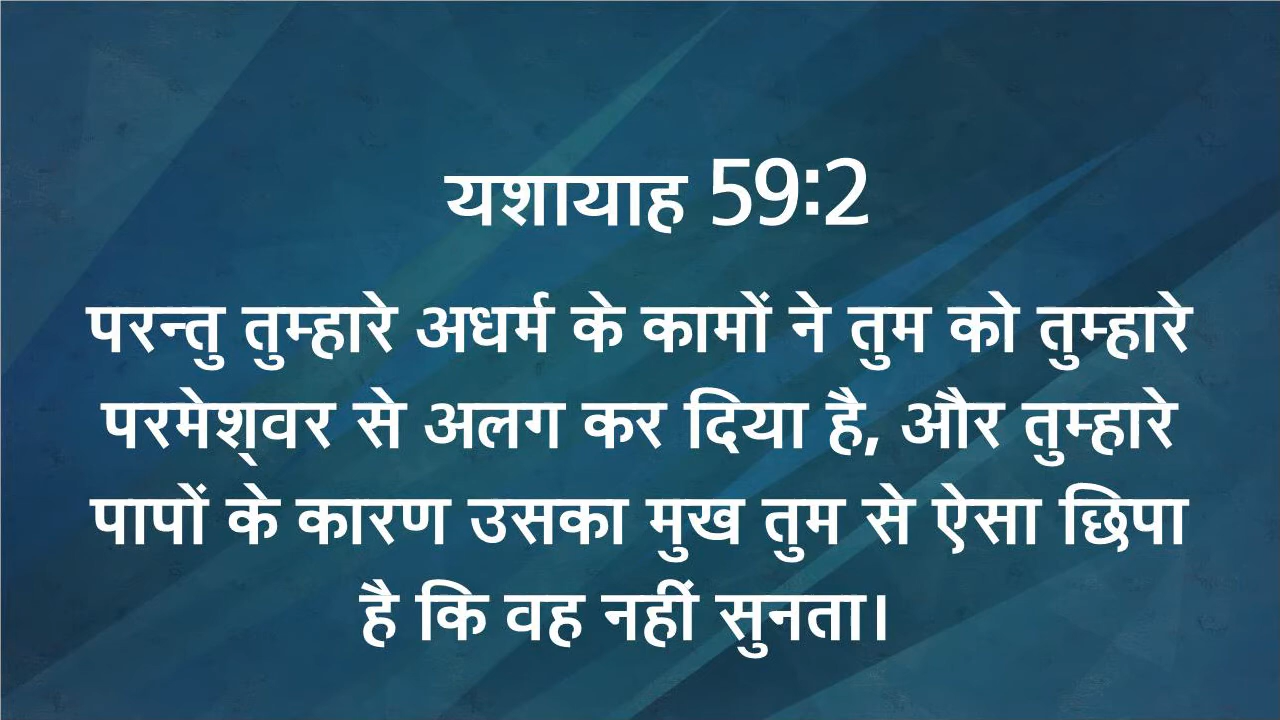 यशायाह 59:2
परन्तु तुम्हारे अधर्म के कामों ने तुम को तुम्हारे
परमेश्‍वर से अलग कर दिया है, और तुम्हारे
पापों के कारण उसका मुख तुम से ऐसा छिपा
है कि वह नहीं सुनता।